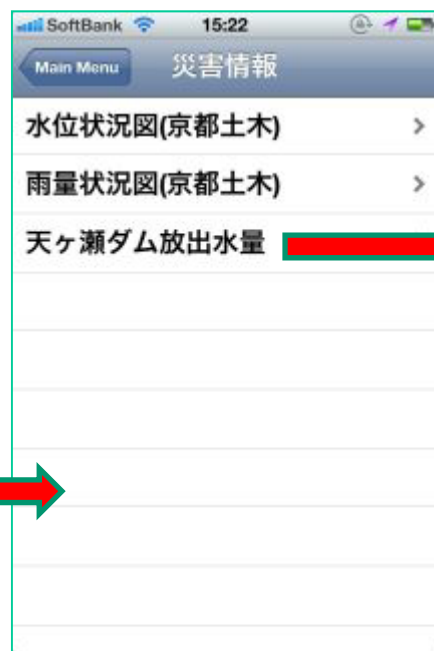 SoftBank 15:22
Main Menu 災害情報
水位状況図(京都土木)
雨量状況図(京都土木)
天ヶ瀬ダム放出水量